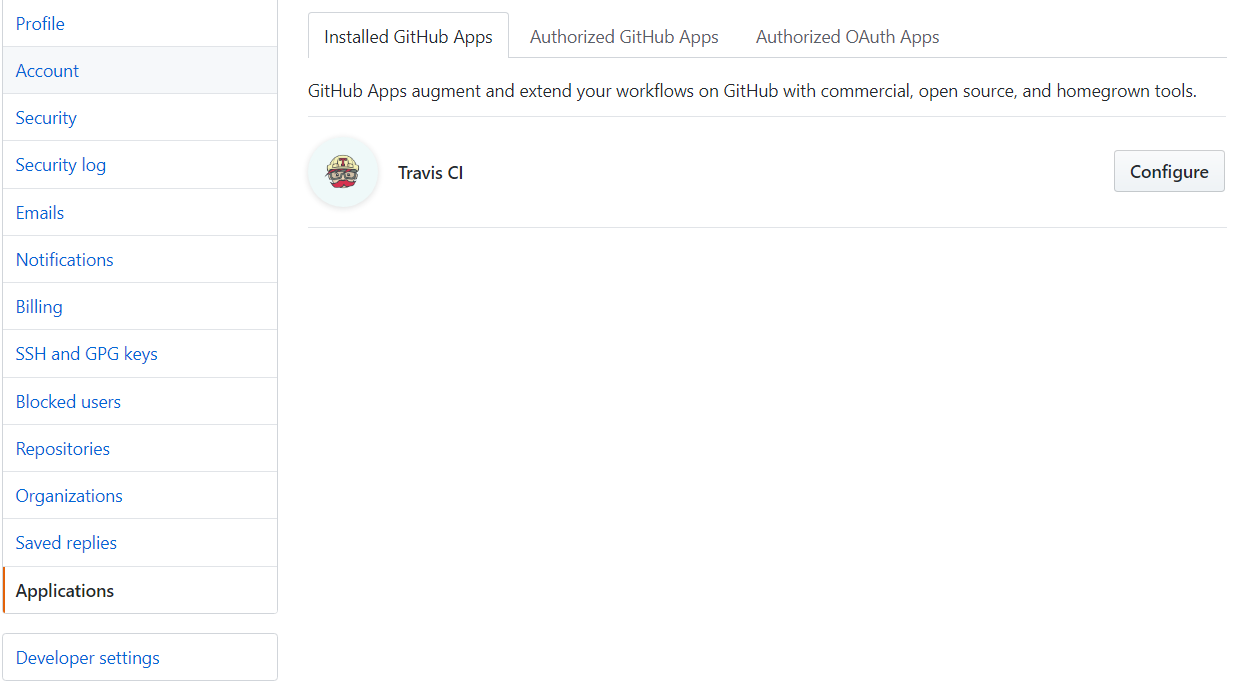 Profile
Account
Security
Security log
Emails
Notifications
Billing
SSH and GPG keys
Blocked users
Repositories
Organizations
Saved replies
Applications
Developer settings
Installed GitHub Apps
Authorized GitHub Apps
Authorized OAuth Apps
GitHub Apps augment and extend your workflows on GitHub with commercial, open source, and homegrown tools.
T
Travis CI
Configure